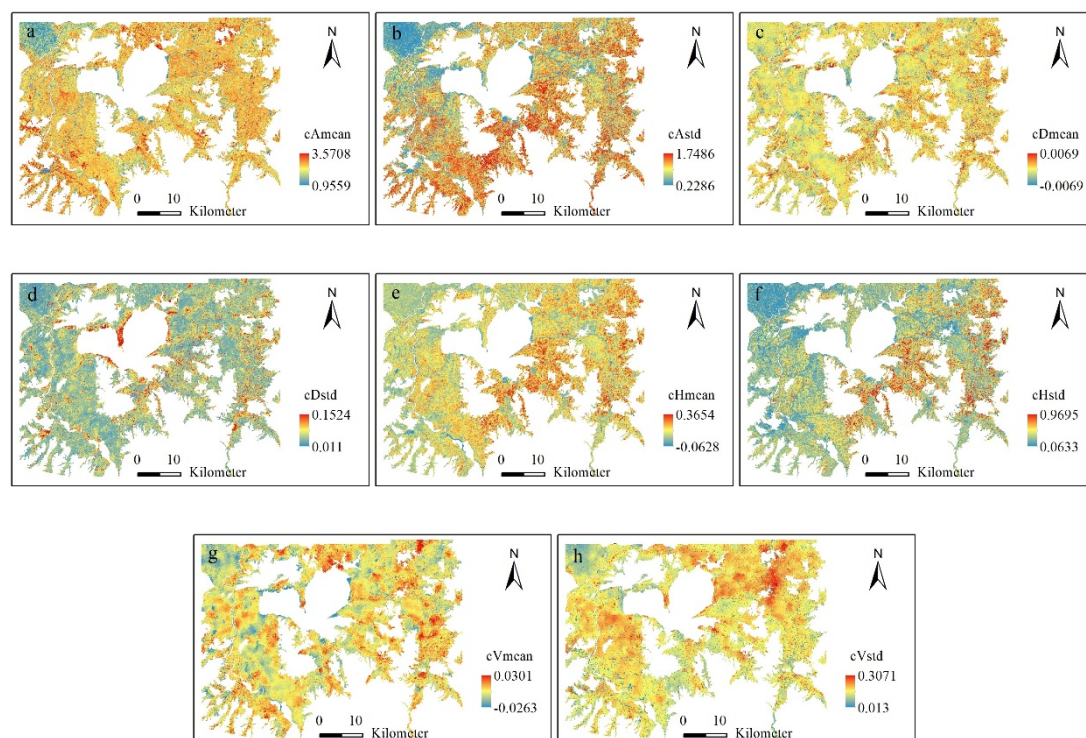 a
N
cAmean
3.5708
0.9559
0 10
Kilometer
b
N
cAstd
1.7486
0.2286
0 10
Kilometer
c
N
cDmean
0.0069
-0.0069
0 10
Kilometer
d
N
cDstd
0.1524
0.011
0 10
Kilometer
e
N
cHmean
0.3654
-0.0628
0 10
Kilometer
f
N
cHstd
0.9695
0.0633
0 10
Kilometer
g
N
cVmean
0.0301
-0.0263
0 10
Kilometer
h
N
cVstd
0.3071
0.013
0 10
Kilometer